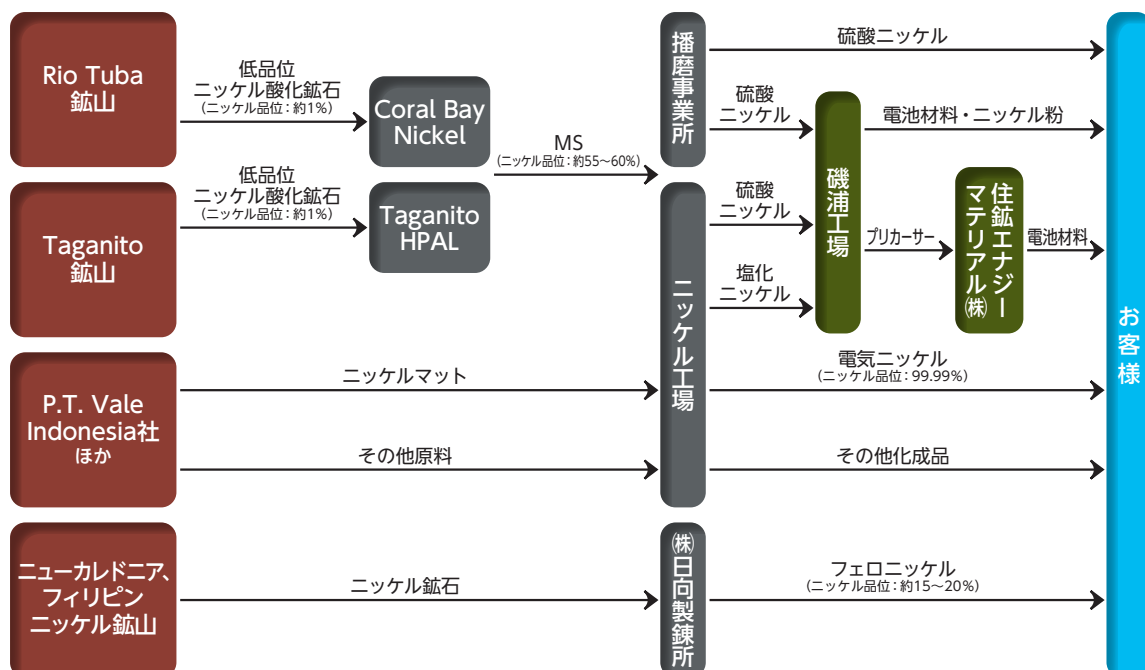 Rio Tuba
鉱山
低品位
ニッケル酸化鉱石
(ニッケル品位：約1%)
Coral Bay
Nickel
Taganito
鉱山
低品位
ニッケル酸化鉱石
(ニッケル品位：約1%)
Taganito
HPAL
MS
(ニッケル品位：約55～60%)
播磨事業所
硫酸ニッケル
硫酸
ニッケル
電池材料・ニッケル粉
磯浦工場
硫酸
ニッケル
プリカーサー
住鉱エナジー
マテリアル㈱
電池材料
塩化
ニッケル
ニッケル工場
P.T. Vale
Indonesia社
ほか
ニッケルマット
電気ニッケル
(ニッケル品位：99.99%)
その他原料
その他化成品
ニューカレドニア、
フィリピン
ニッケル鉱山
ニッケル鉱石
㈱日向製錬所
フェロニッケル
(ニッケル品位：約15～20%)
お客様